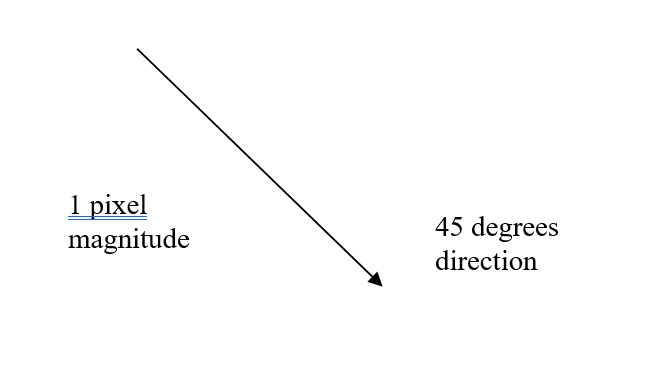 1 pixel
magnitude
45 degrees
direction